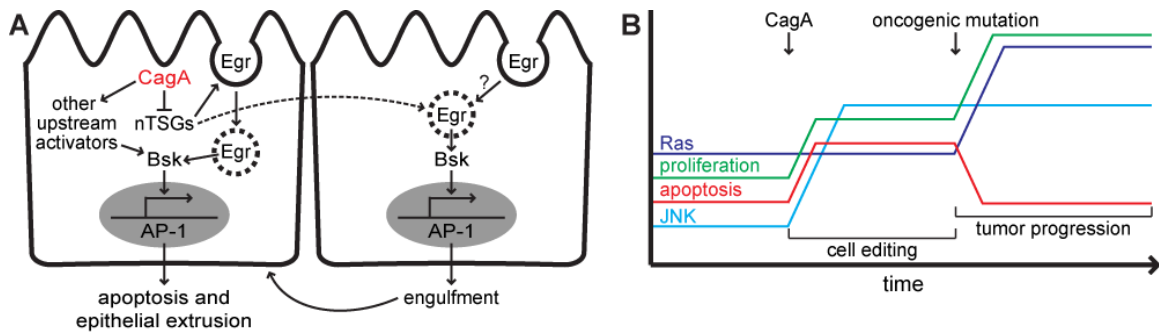 A
Egr
CagA
other
upstream
activators
nTSGs
Egr
Bsk
AP-1
apoptosis and
epithelial extrusion
Egr
?
Egr
Bsk
AP-1
engulfment
B
CagA
oncogenic mutation
Ras
proliferation
apoptosis
JNK
cell editing
tumor progression
time